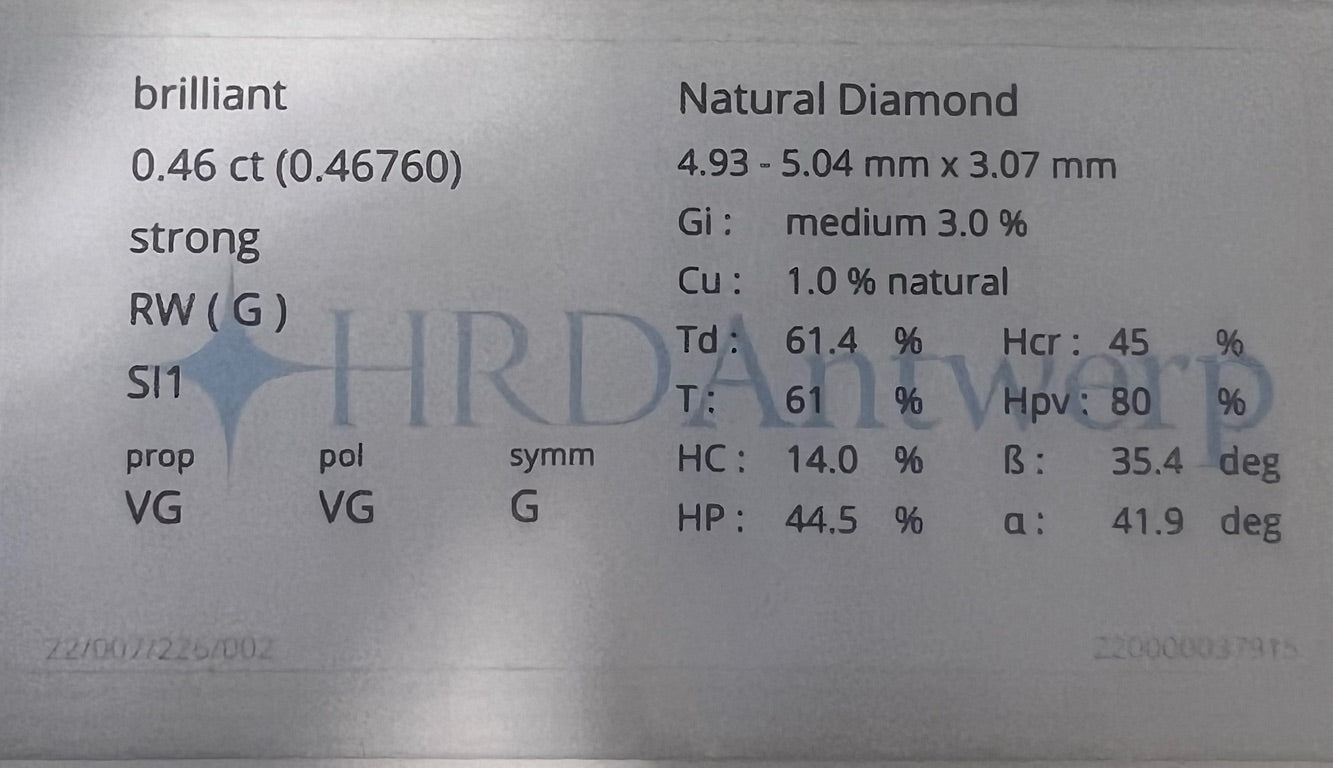 brilliant
0.46 ct (0.46760)
strong
RW ( G )
SI1
prop pol symm
VG VG G
Natural Diamond
4.93 - 5.04 mm x 3.07 mm
Gi : medium 3.0 %
Cu : 1.0 % natural
Td : 61.4 % Hcr : 45 %
T : 61 % Hpv : 80 %
HC : 14.0 % ß : 35.4 deg
HP : 44.5 % α : 41.9 deg
HRDAntwerp